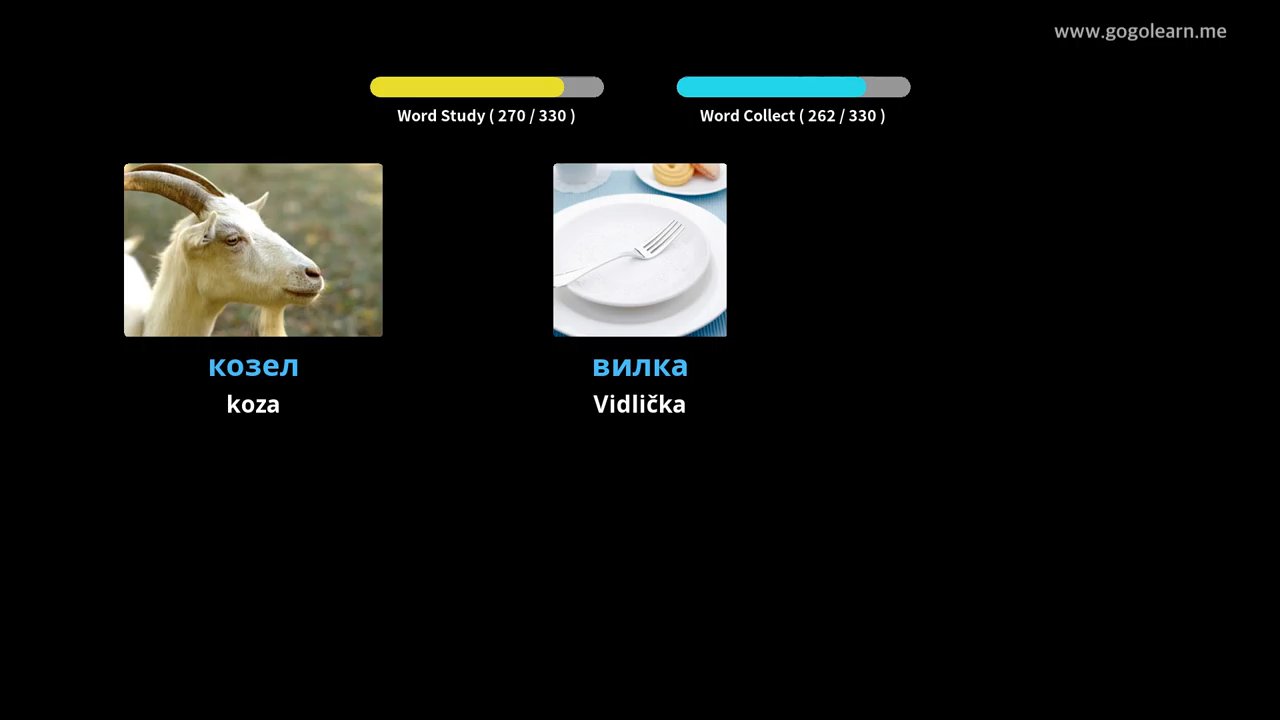 www.gogolearn.me
Word Study ( 270 / 330 )
Word Collect ( 262 / 330 )
козел
koza
вилка
Vidlička